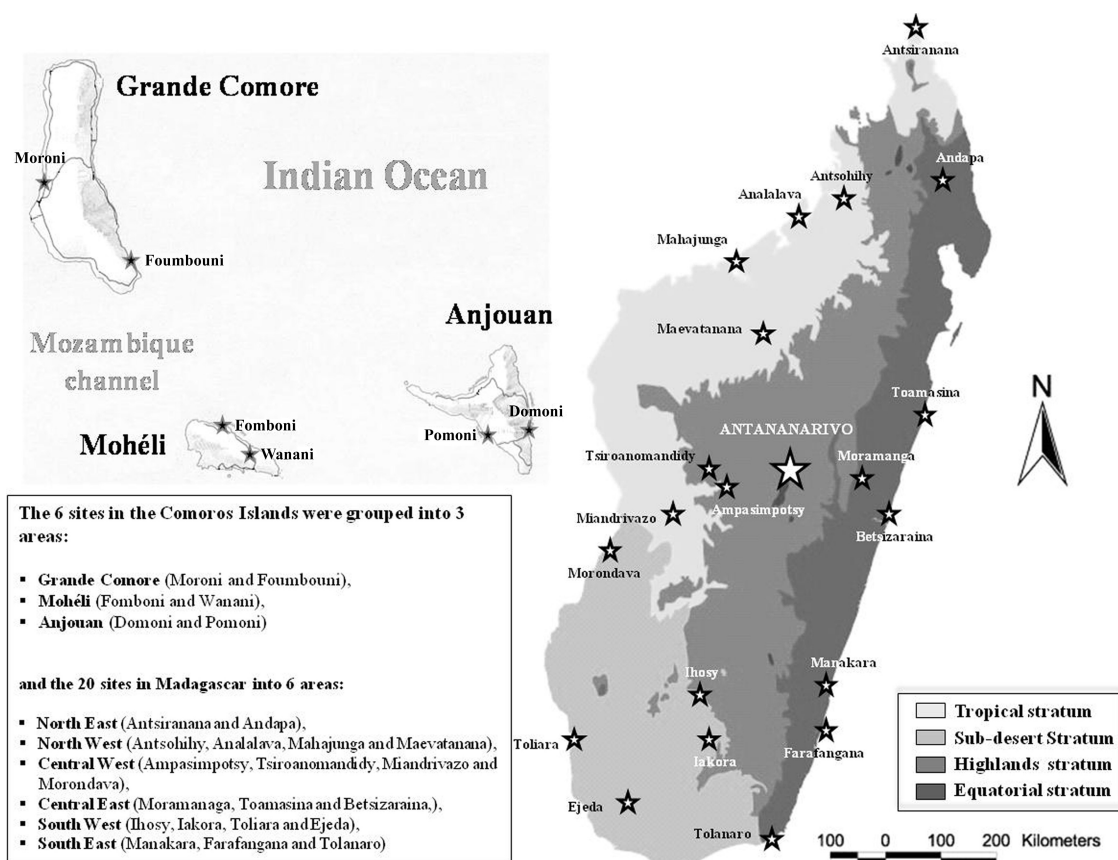 Grande Comore
Moroni
Indian Ocean
Foumbouni
Anjouan
Mozambique
channel
Domoni
Pomoni
Fomboni
Mohéli
Wanani
The 6 sites in the Comoros Islands were grouped into 3
areas:
▪ Grande Comore (Moroni and Foumbouni),
▪ Mohéli (Fomboni and Wanani),
▪ Anjouan (Domoni and Pomoni)
and the 20 sites in Madagascar into 6 areas:
▪ North East (Antsiranana and Andapa),
▪ North West (Antsohihy, Analalava, Mahajunga and Maevatanana),
▪ Central West (Ampasimpotsy, Tsiroanomandidy, Miandrivazo and
Morondava),
▪ Central East (Moramanaga, Toamasina and Betsizaraina,),
▪ South West (Ihosy, Iakora, Toliara and Ejeda),
▪ South East (Manakara, Farafangana and Tolanaro)
Antsiranana
Andapa
Antsohihy
Analalava
Mahajunga
Maevatanana
Toamasina
ANTANANARIVO
Tsiroanomandidy
Moramanga
Ampasimpotsy
Miandrivazo
Betsizaraina
Morondava
Manakara
Ihosy
Toliara
Iakora
Farafangana
Ejeda
Tolanaro
N
Tropical stratum
Sub-desert Stratum
Highlands stratum
Equatorial stratum
100 0 100 200 Kilometers